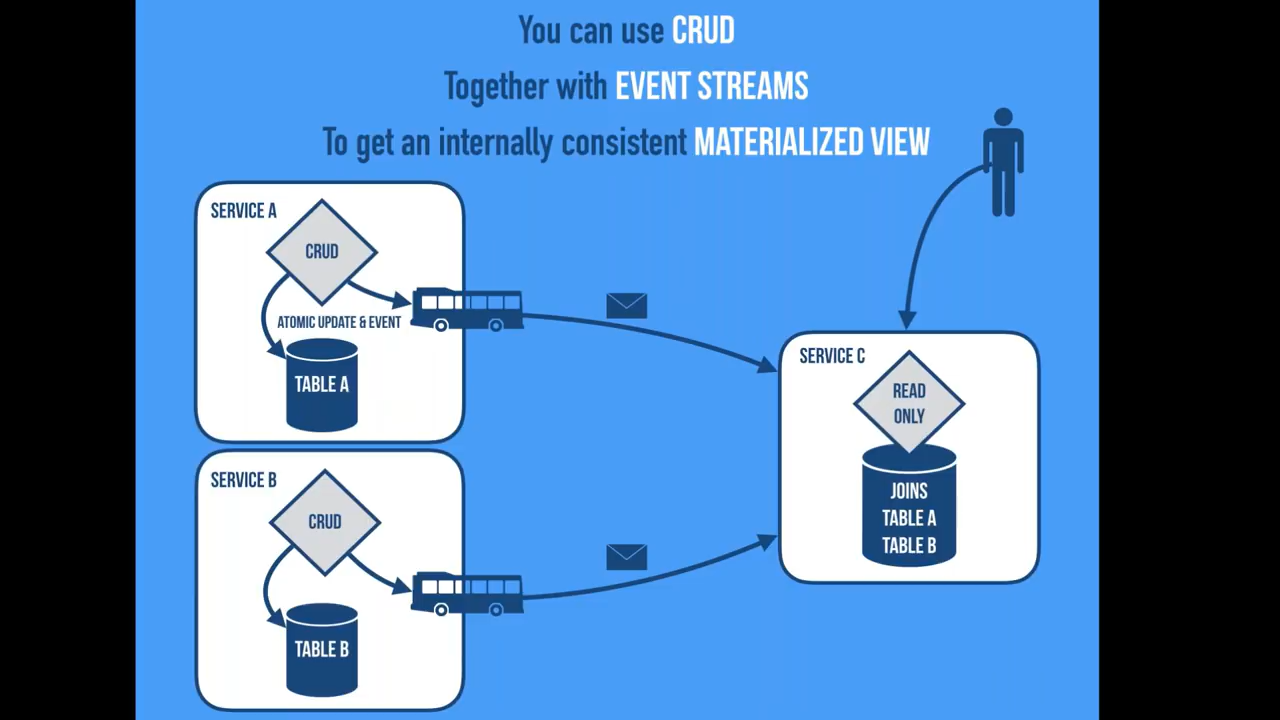 You can use CRUD
Together with EVENT STREAMS
To get an internally consistent MATERIALIZED VIEW
SERVICE A
CRUD
ATOMIC UPDATE & EVENT
TABLE A
SERVICE B
CRUD
TABLE B
SERVICE C
READ
ONLY
JOINS
TABLE A
TABLE B